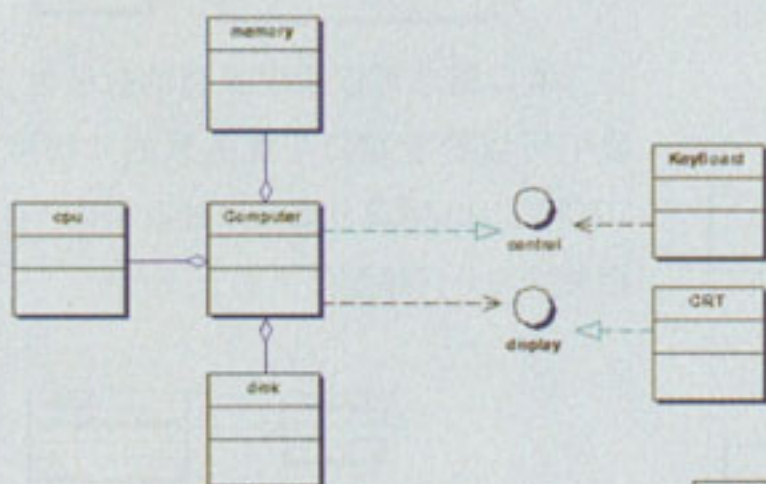 memory
KeyBoard
cpu
Computer
control
CRT
display
disk